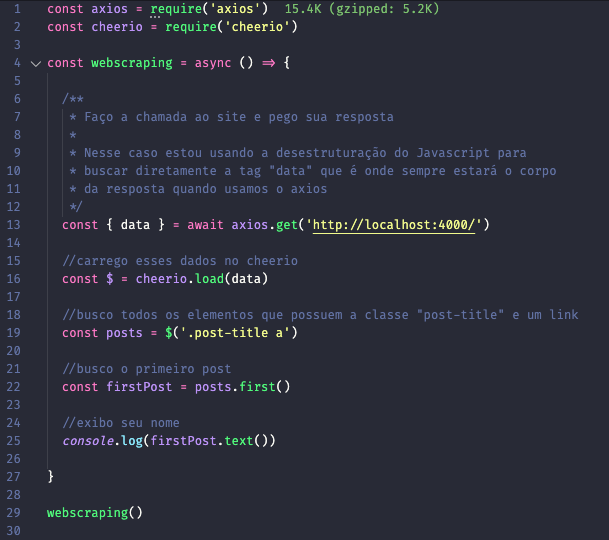 1 const axios = require('axios') 15.4K (gzipped: 5.2K)
2 const cheerio = require('cheerio')
3
4 const webscraping = async () => {
5
6 /**
7 * Faço a chamada ao site e pego sua resposta
8 *
9 * Nesse caso estou usando a desestruturação do Javascript para
10 * buscar diretamente a tag "data" que é onde sempre estará o corpo
11 * da resposta quando usamos o axios
12 */
13 const { data } = await axios.get('http://localhost:4000/')
14
15 //carrego esses dados no cheerio
16 const $ = cheerio.load(data)
17
18 //busco todos os elementos que possuem a classe "post-title" e um link
19 const posts = $('.post-title a')
20
21 //busco o primeiro post
22 const firstPost = posts.first()
23
24 //exibo seu nome
25 console.log(firstPost.text())
26
27 }
28
29 webscraping()
30